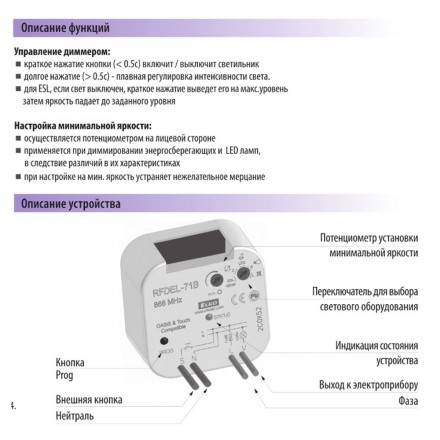 Описание функций
Управление диммером:
■ краткое нажатие кнопки (< 0.5с) включит / выключит светильник
■ долгое нажатие (> 0.5с) - плавная регулировка интенсивности света.
■ для ESL, если свет выключен, краткое нажатие выведет его на макс.уровень
затем яркость падает до заданного уровня
Настройка минимальной яркости:
■ осуществляется потенциометром на лицевой стороне
■ применяется при диммировании энергосберегающих и LED ламп,
в следствие различий в их характеристиках
■ при настройке на мин. яркость устраняет нежелательное мерцание
Описание устройства
Потенциометр установки
минимальной яркости
RFDEL-71B
868 MHz
Переключатель для выбора
светового оборудования
OASiS & Touch
Compatible
Индикация состояния
устройства
Кнопка
Prog
Выход к электроприбору
Внешняя кнопка
Фаза
4.
Нейтраль